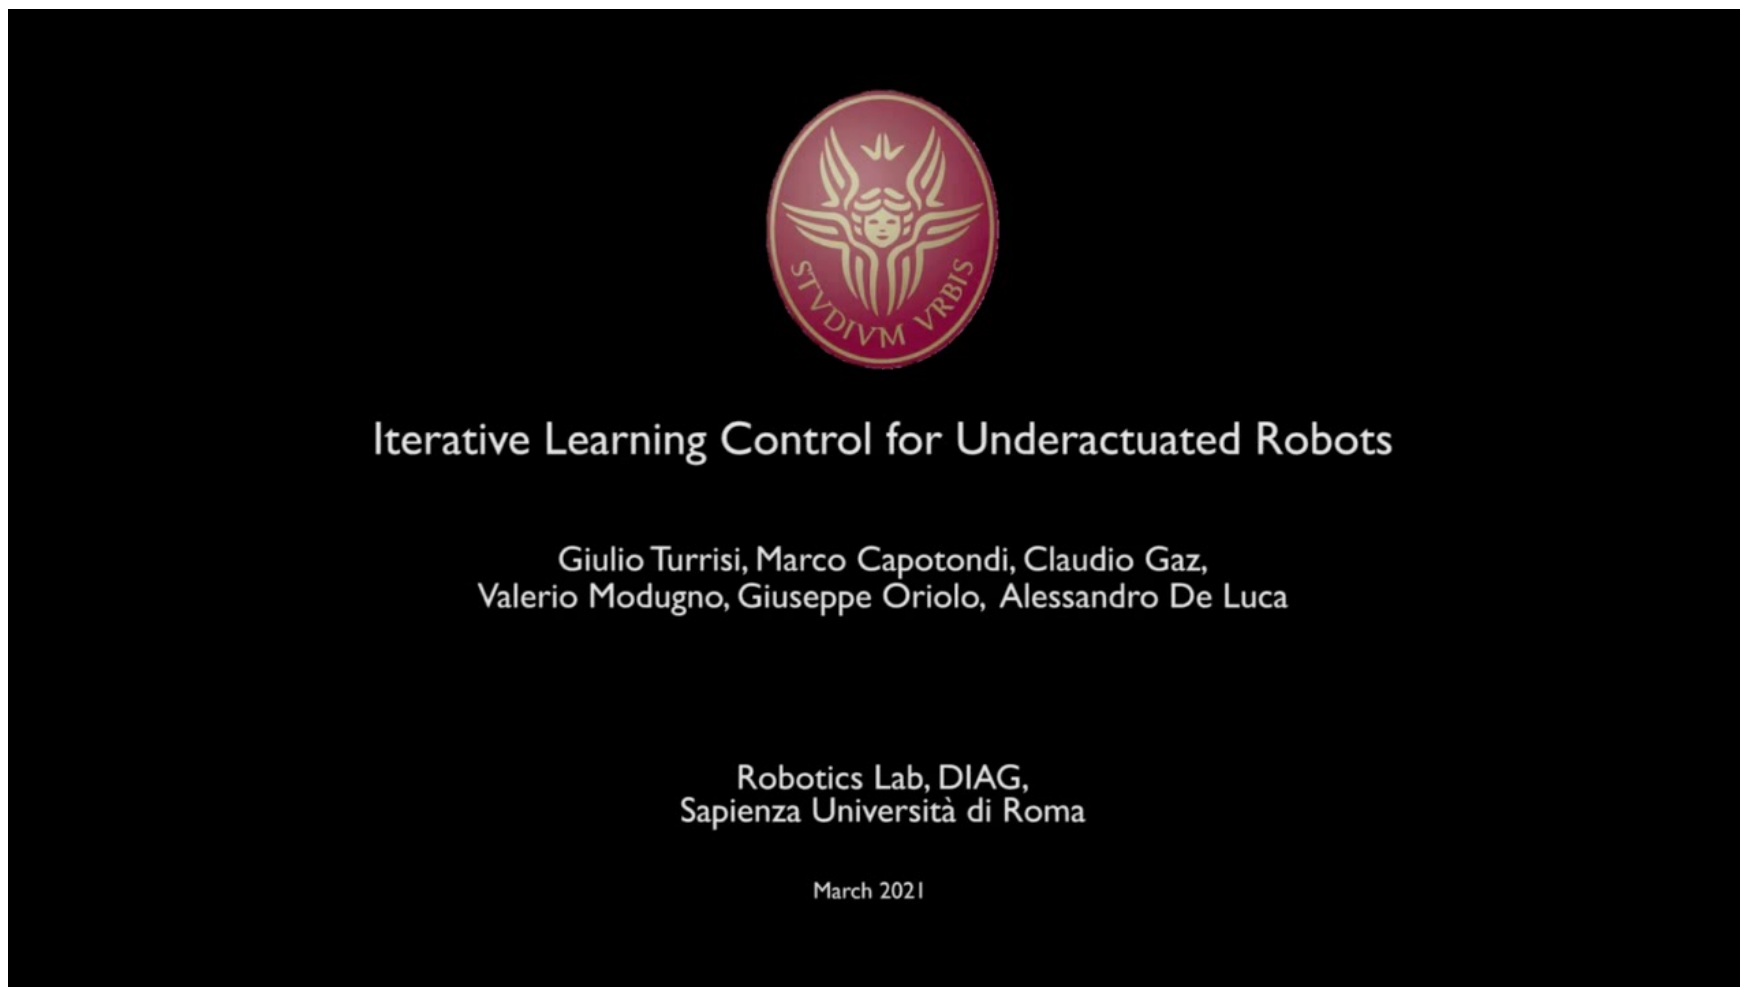 STVDIVM VRBIS
Iterative Learning Control for Underactuated Robots
Giulio Turrisi, Marco Capotondi, Claudio Gaz,
Valerio Modugno, Giuseppe Oriolo, Alessandro De Luca
Robotics Lab, DIAG,
Sapienza Università di Roma
March 2021